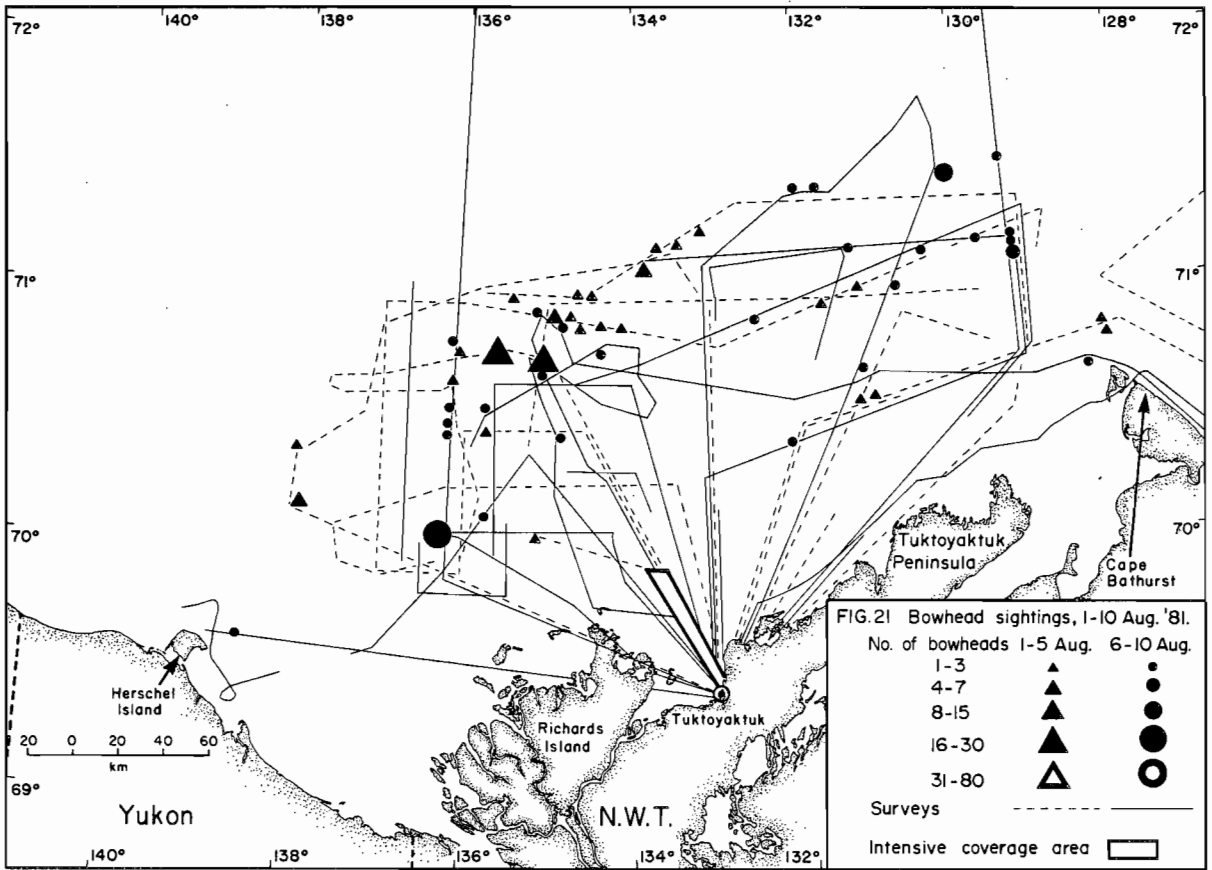 140° 138° 136° 134° 132° 130° 128°
72° 72°
71° 71°
70° 70°
69°
Tuktoyaktuk
Peninsula
Cape
Bathurst
Herschel
Island
20 0 20 40 60
km
Richards
Island
Tuktoyaktuk
Yukon
N.W.T.
140° 138° 136° 134° 132°
FIG. 21 Bowhead sightings, 1-10 Aug. '81.
No. of bowheads 1-5 Aug. 6-10 Aug.
1-3
4-7
8-15
16-30
31-80
Surveys
Intensive coverage area